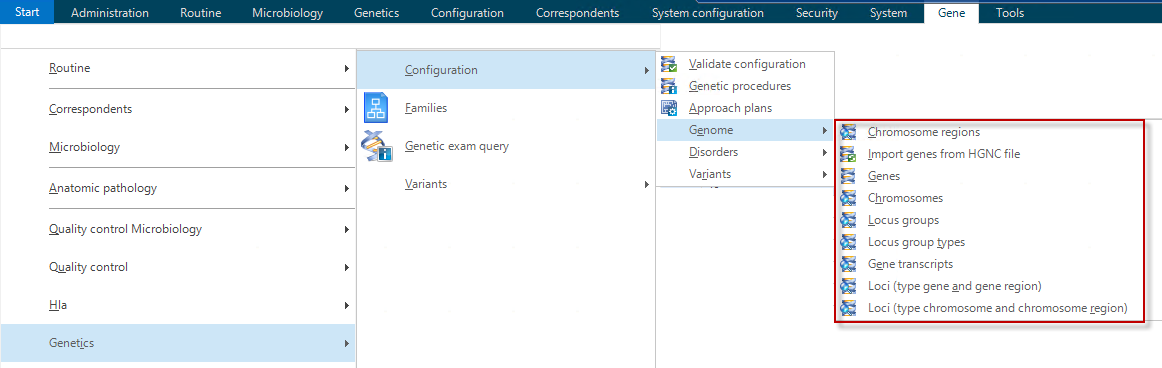 Start Administration Routine Microbiology Genetics Configuration Correspondents System configuration Security System Gene Tools
Routine
Correspondents
Microbiology
Anatomic pathology
Quality control Microbiology
Quality control
Hla
Genetics
Configuration
Families
Genetic exam query
Variants
Validate configuration
Genetic procedures
Approach plans
Genome
Disorders
Variants
Chromosome regions
Import genes from HGNC file
Genes
Chromosomes
Locus groups
Locus group types
Gene transcripts
Loci (type gene and gene region)
Loci (type chromosome and chromosome region)